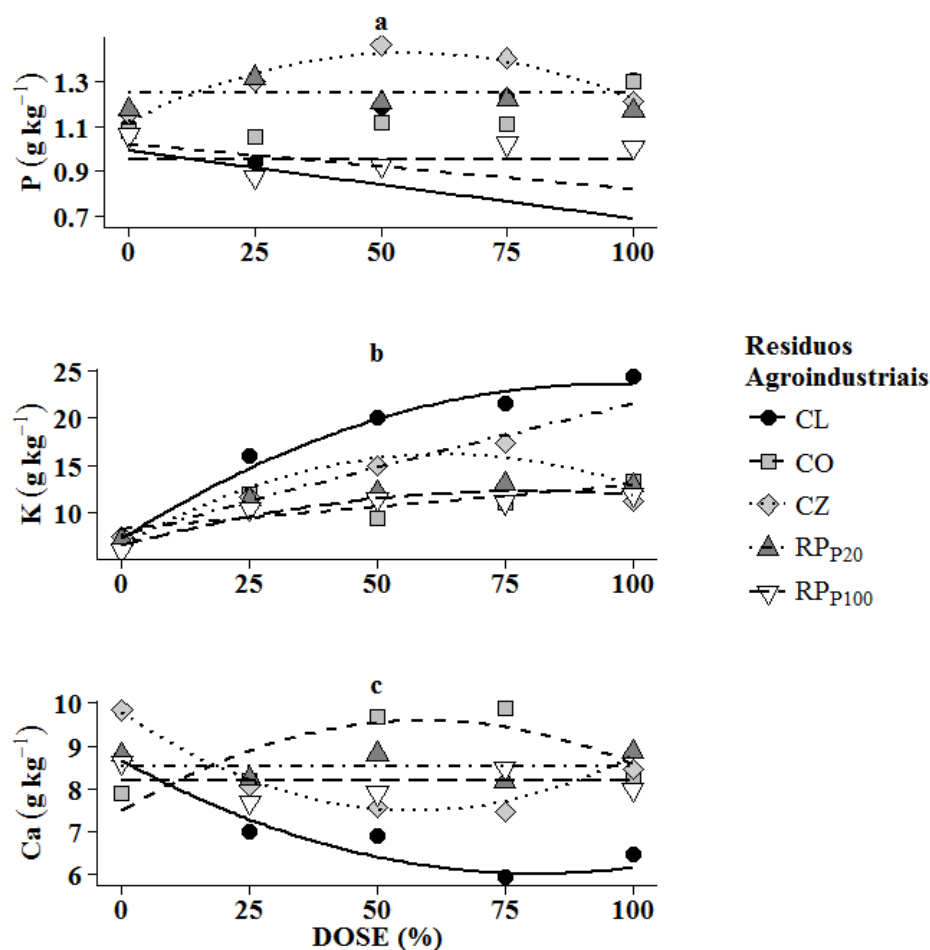 a
P (g kg⁻¹)
1.3
1.1
0.9
0.7
0 25 50 75 100
b
K (g kg⁻¹)
25
20
15
10
0 25 50 75 100
Residuos
Agroindustriais
CL
CO
CZ
RP_P20
RP_P100
c
Ca (g kg⁻¹)
10
9
8
7
6
0 25 50 75 100
DOSE (%)